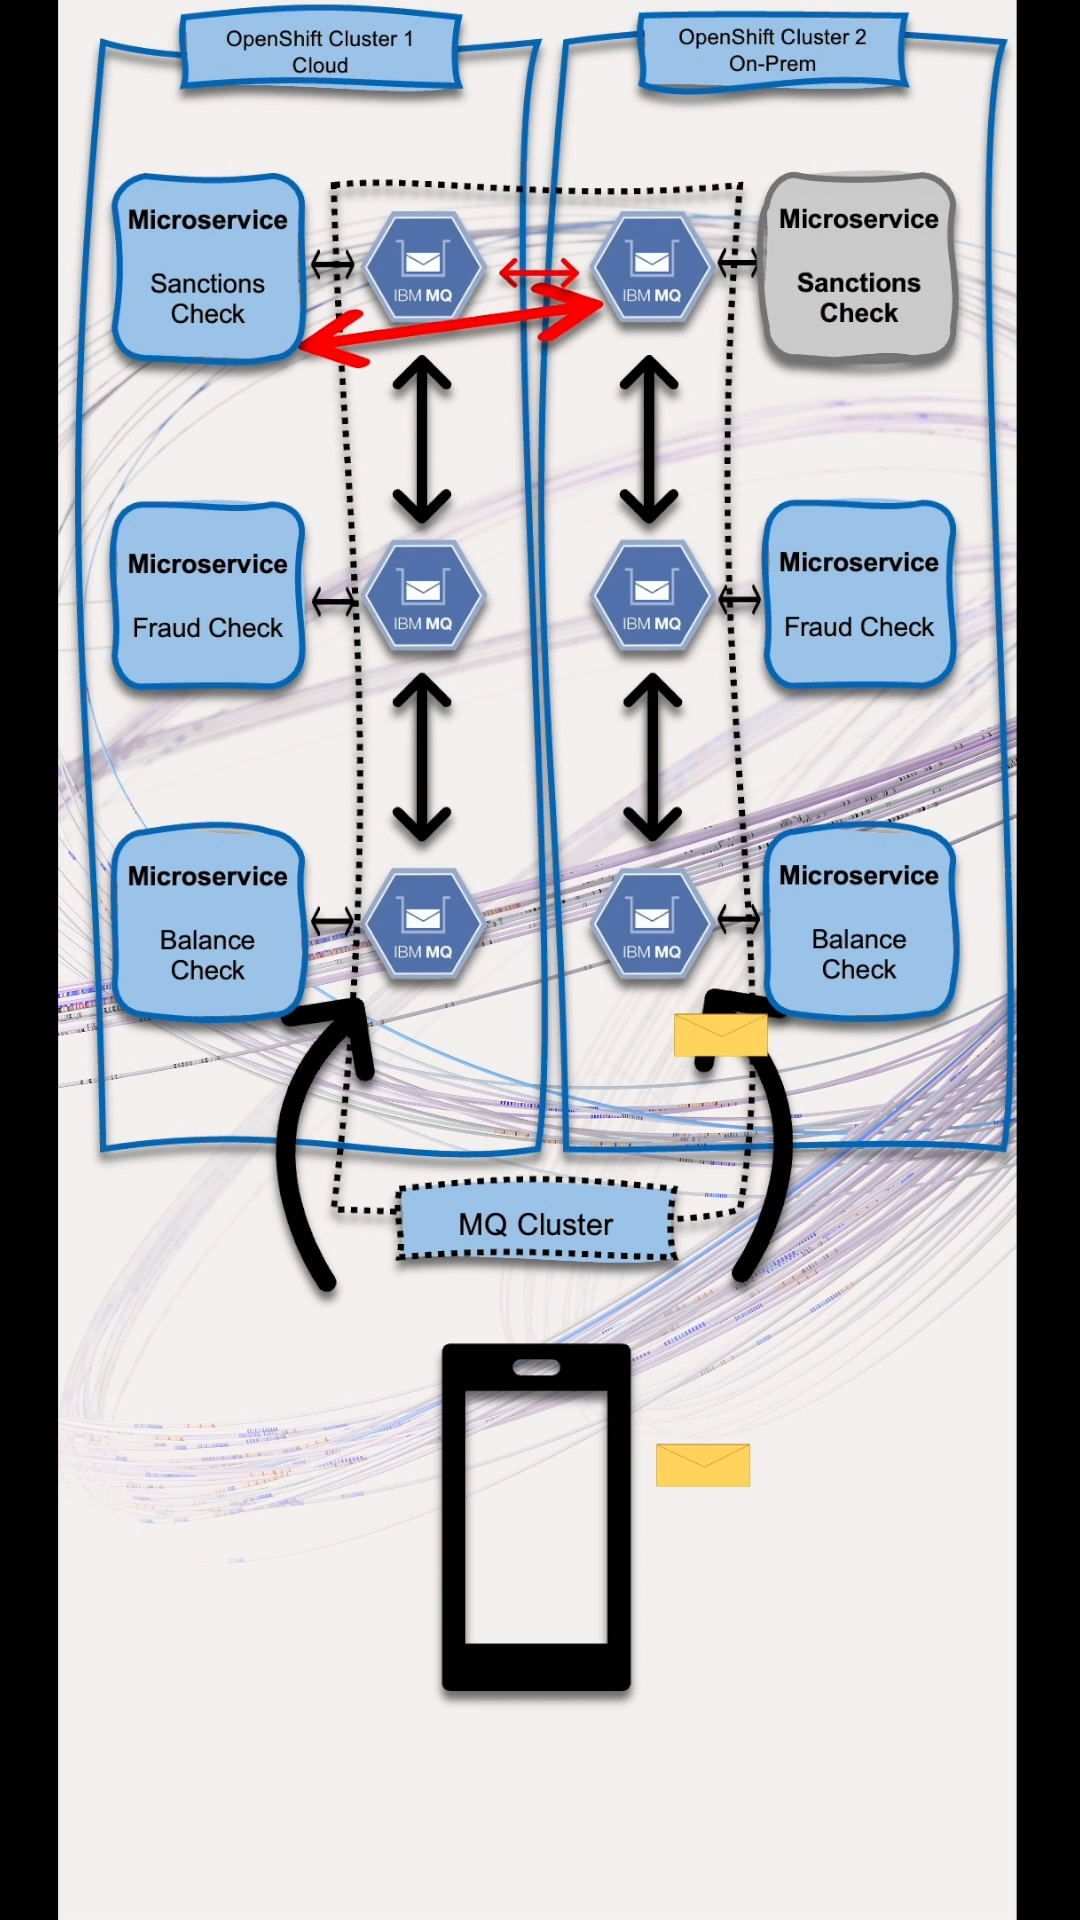 OpenShift Cluster 1
Cloud
OpenShift Cluster 2
On-Prem
Microservice
Sanctions
Check
IBM MQ
IBM MQ
Microservice
Sanctions
Check
Microservice
Fraud Check
IBM MQ
IBM MQ
Microservice
Fraud Check
Microservice
Balance
Check
IBM MQ
IBM MQ
Microservice
Balance
Check
MQ Cluster